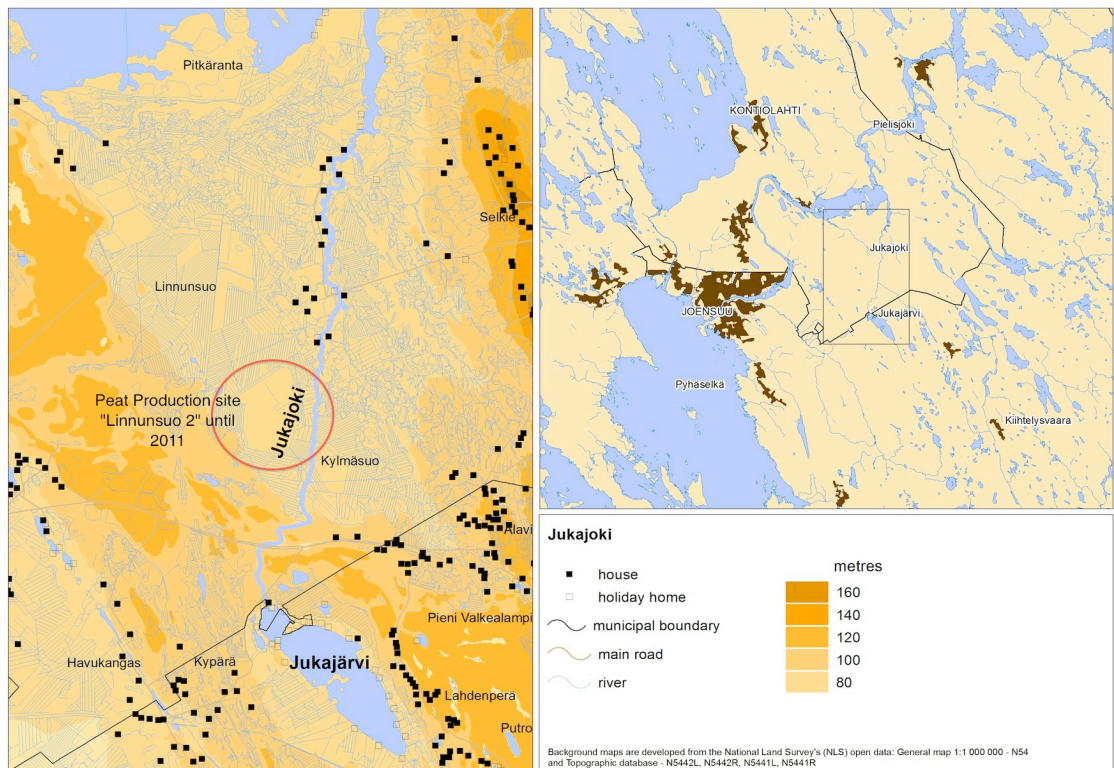 Pitkäranta
Selkie
Linnunsuo
Peat Production site
"Linnunsuo 2" until
2011
Jukajoki
Kylmäsuo
Alavi
Pieni Valkealampi
Havukangas
Kypärä
Jukajärvi
Lahdenperä
Putro
KONTIOLAHTI
Pielisjoki
Jukajoki
Jukajärvi
JOENSUU
Pyhäselkä
Kiihtelysvaara
Jukajoki
house
holiday home
municipal boundary
main road
river
metres
160
140
120
100
80
Background maps are developed from the National Land Survey's (NLS) open data: General map 1:1 000 000 - N54
and Topographic database - N5442L, N5442R, N5441L, N5441R